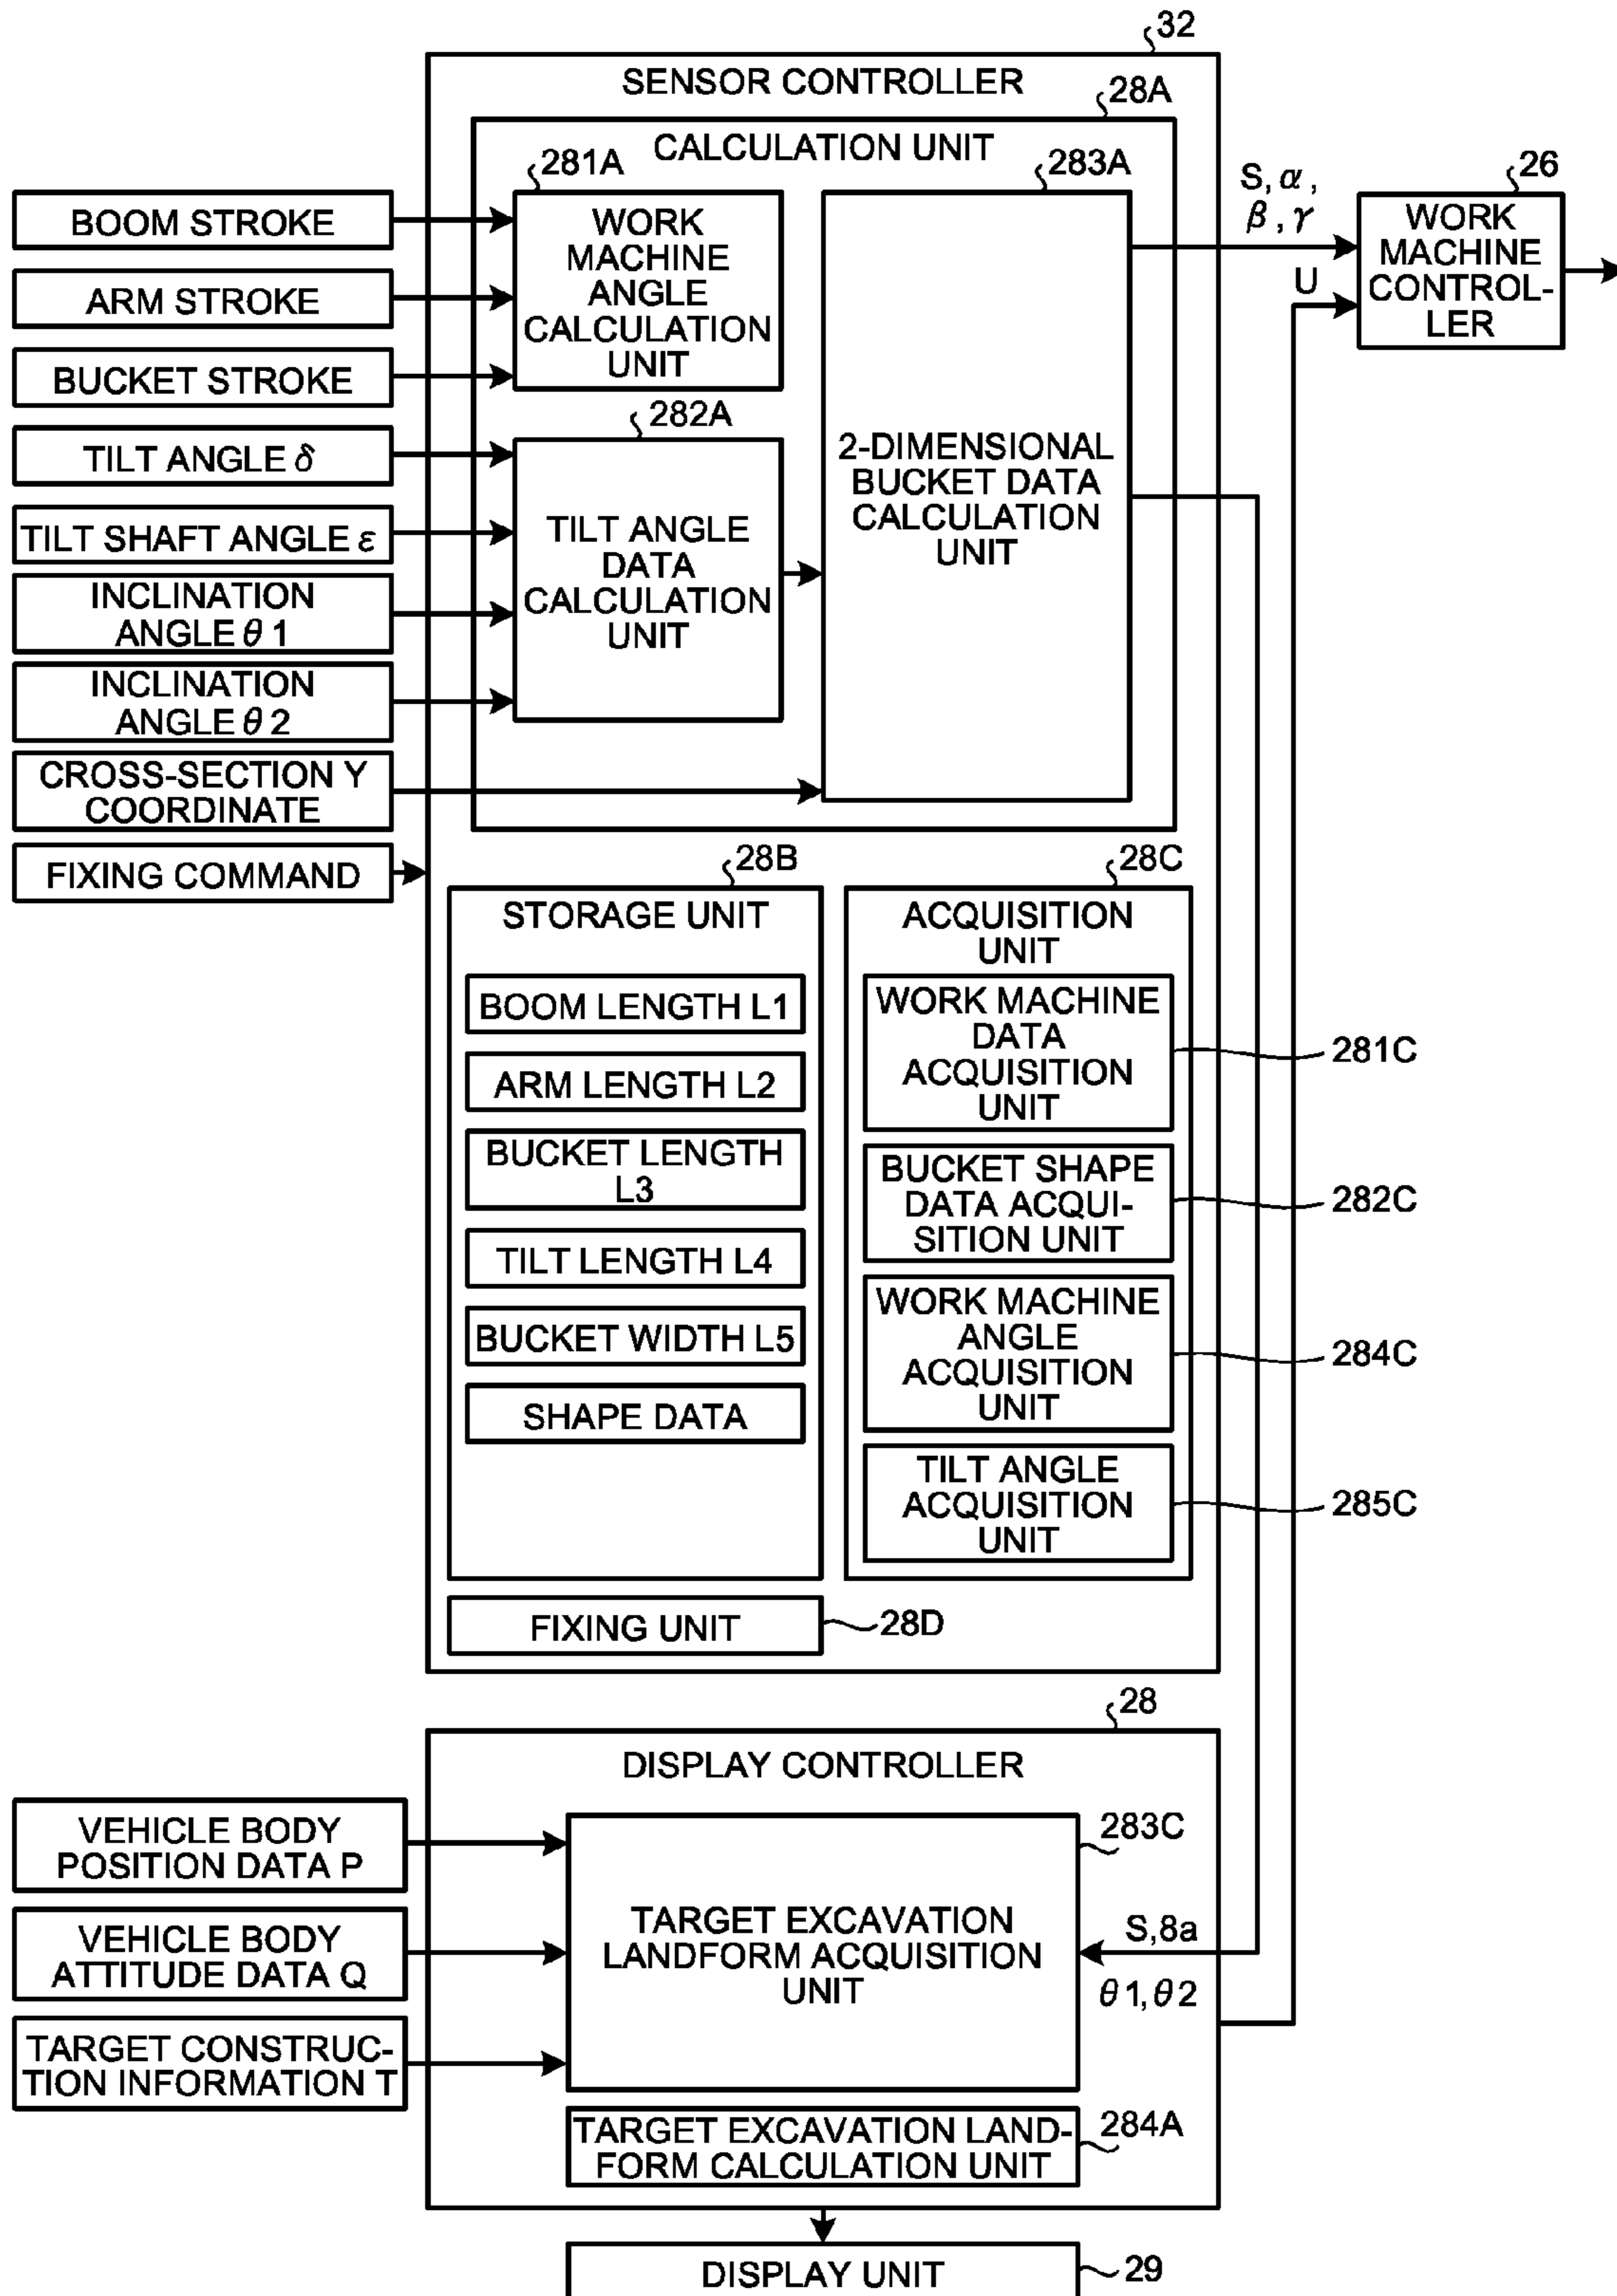 32
SENSOR CONTROLLER
28A
CALCULATION UNIT
281A
WORK
MACHINE
ANGLE
CALCULATION
UNIT
283A
2-DIMENSIONAL
BUCKET DATA
CALCULATION
UNIT
S, α,
β, γ
U
26
WORK
MACHINE
CONTROL-
LER
BOOM STROKE
ARM STROKE
BUCKET STROKE
282A
TILT ANGLE
DATA
CALCULATION
UNIT
TILT ANGLE δ
TILT SHAFT ANGLE ε
INCLINATION
ANGLE θ1
INCLINATION
ANGLE θ2
CROSS-SECTION Y
COORDINATE
FIXING COMMAND
28B
STORAGE UNIT
BOOM LENGTH L1
ARM LENGTH L2
BUCKET LENGTH
L3
TILT LENGTH L4
BUCKET WIDTH L5
SHAPE DATA
28C
ACQUISITION
UNIT
WORK MACHINE
DATA
ACQUISITION
UNIT
281C
BUCKET SHAPE
DATA ACQUI-
SITION UNIT
282C
WORK MACHINE
ANGLE
ACQUISITION
UNIT
284C
TILT ANGLE
ACQUISITION
UNIT
285C
FIXING UNIT
28D
28
DISPLAY CONTROLLER
VEHICLE BODY
POSITION DATA P
VEHICLE BODY
ATTITUDE DATA Q
TARGET CONSTRUC-
TION INFORMATION T
283C
TARGET EXCAVATION
LANDFORM ACQUISITION
UNIT
S,8a
θ1,θ2
TARGET EXCAVATION LAND-
FORM CALCULATION UNIT
284A
DISPLAY UNIT
29